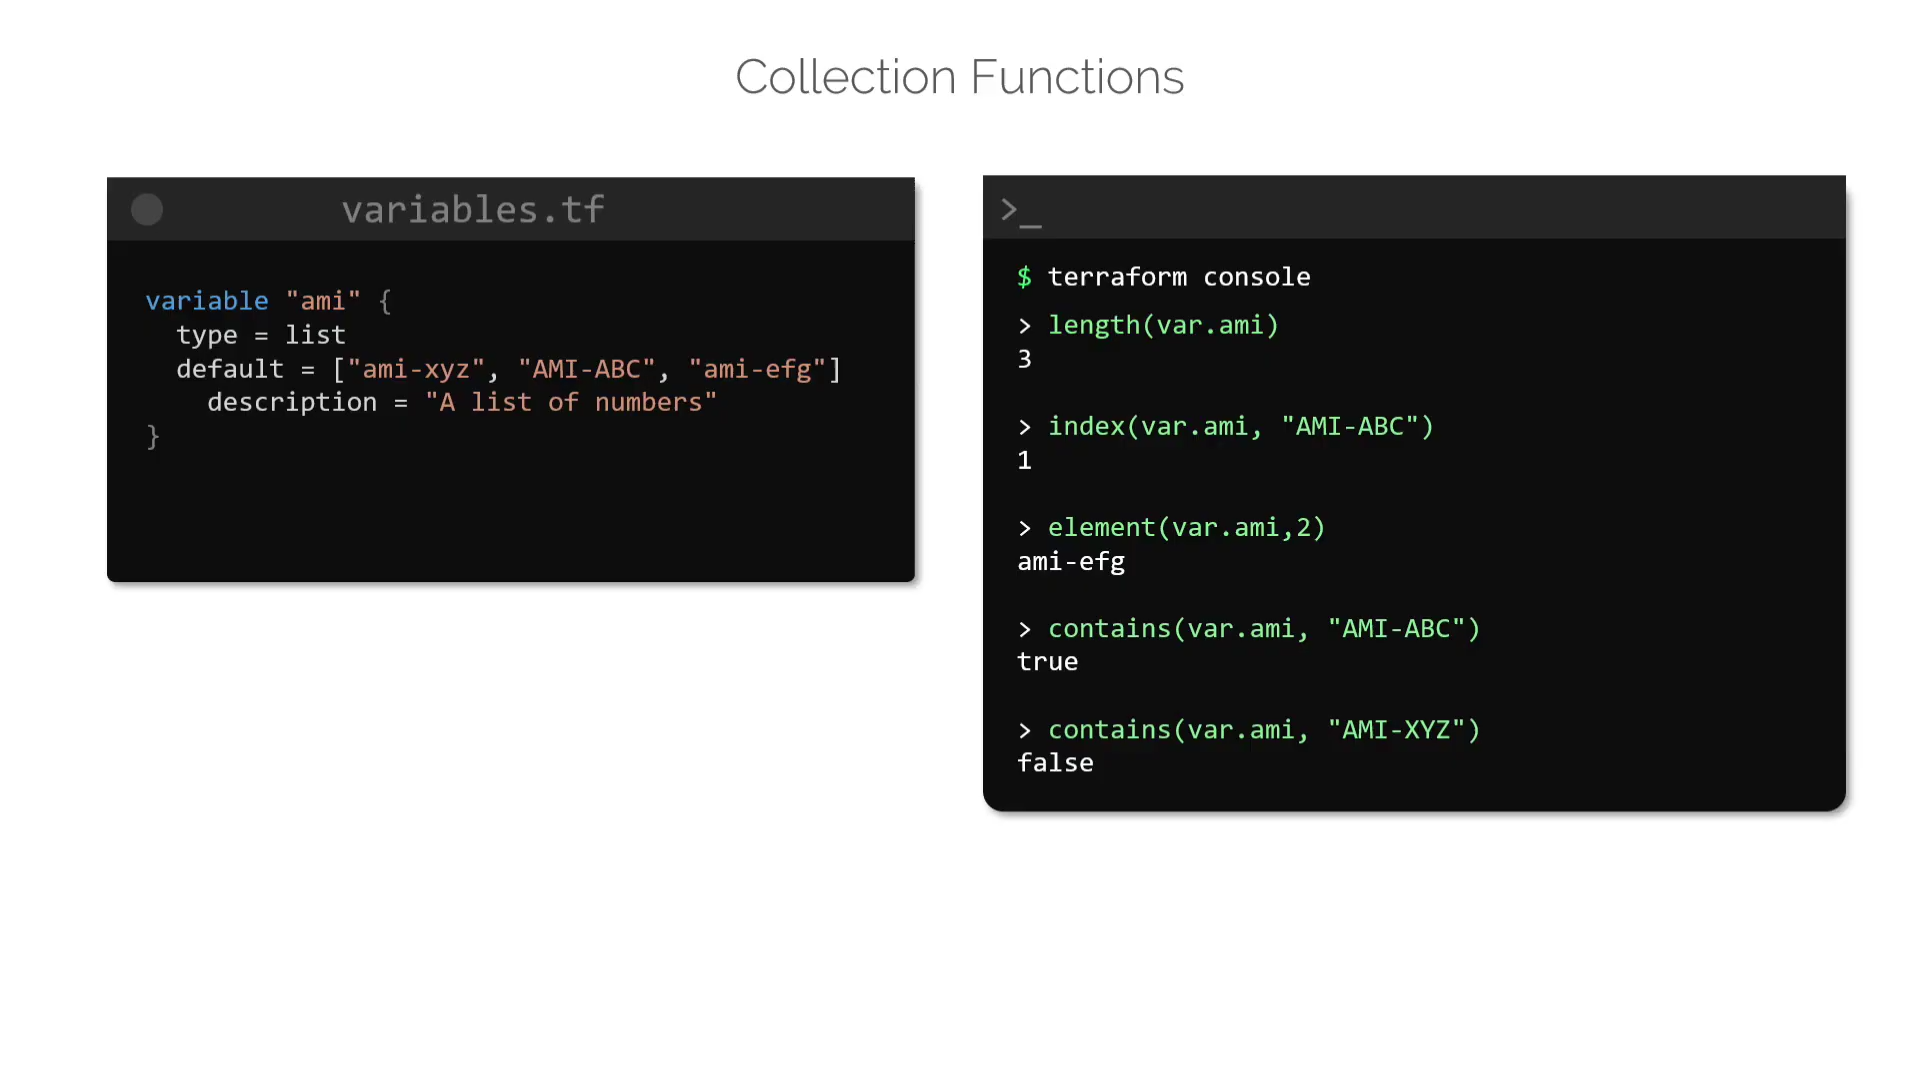 Collection Functions
variables.tf
variable "ami" {
  type = list
  default = ["ami-xyz", "AMI-ABC", "ami-efg"]
    description = "A list of numbers"
}
>_
$ terraform console
> length(var.ami)
3
> index(var.ami, "AMI-ABC")
1
> element(var.ami,2)
ami-efg
> contains(var.ami, "AMI-ABC")
true
> contains(var.ami, "AMI-XYZ")
false